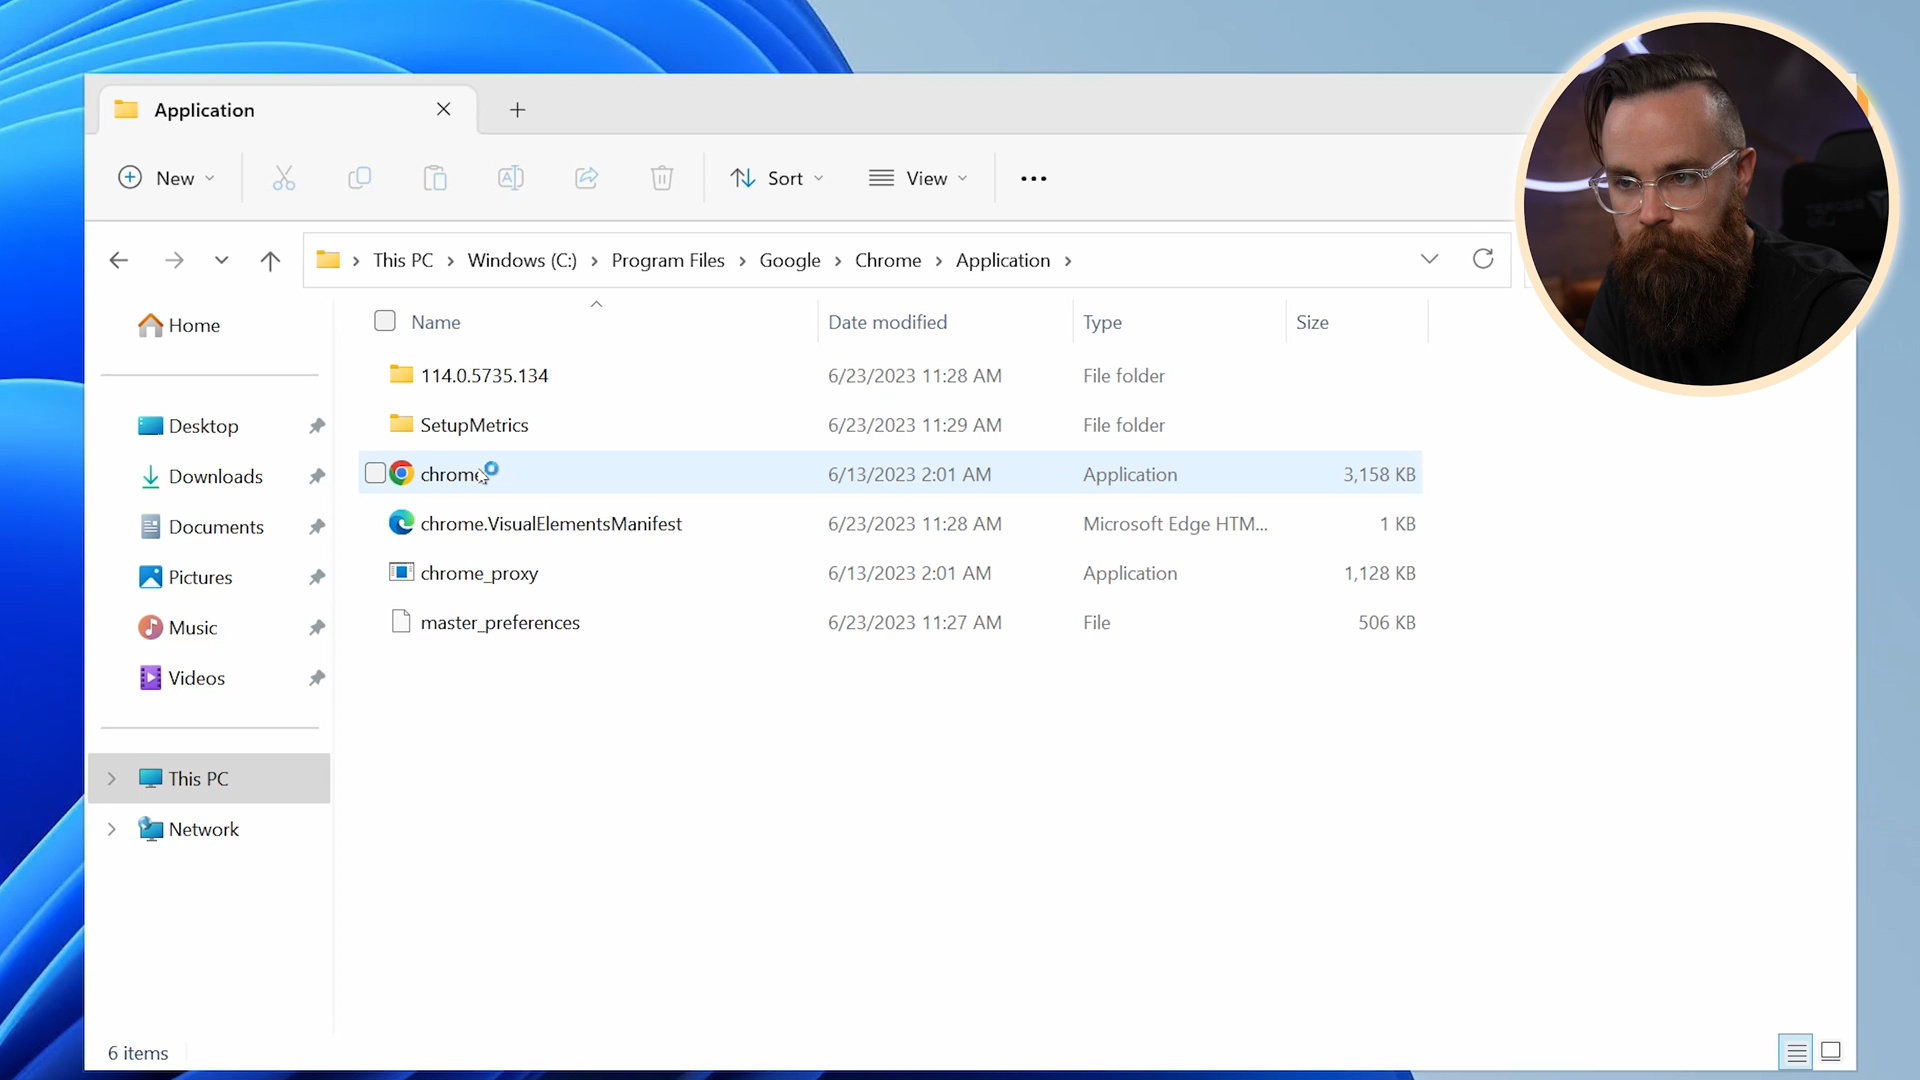 Application
New
Sort
View
This PC
Windows (C:)
Program Files
Google
Chrome
Application
Home
Desktop
Downloads
Documents
Pictures
Music
Videos
This PC
Network
Name Date modified Type Size
114.0.5735.134 6/23/2023 11:28 AM File folder
SetupMetrics 6/23/2023 11:29 AM File folder
chrome 6/13/2023 2:01 AM Application 3,158 KB
chrome.VisualElementsManifest 6/23/2023 11:28 AM Microsoft Edge HTM... 1 KB
chrome_proxy 6/13/2023 2:01 AM Application 1,128 KB
master_preferences 6/23/2023 11:27 AM File 506 KB
6 items